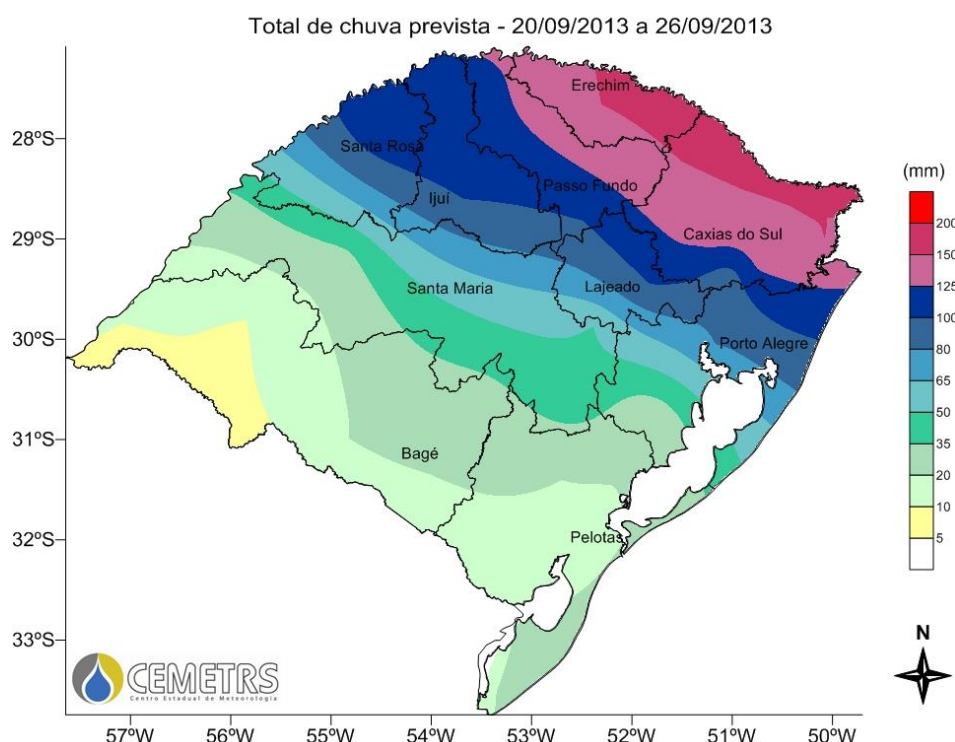 Total de chuva prevista - 20/09/2013 a 26/09/2013
Erechim
28ºS
Santa Rosa
(mm)
Passo Fundo
Ijuí
200
Caxias do Sul
29ºS
150
125
Santa Maria
Lajeado
100
30ºS
Porto Alegre
80
65
50
31ºS
Bagé
35
20
10
32ºS
Pelotas
5
33ºS
N
CEMETRS
Centro Estadual de Meteorologia
57ºW 56ºW 55ºW 54ºW 53ºW 52ºW 51ºW 50ºW